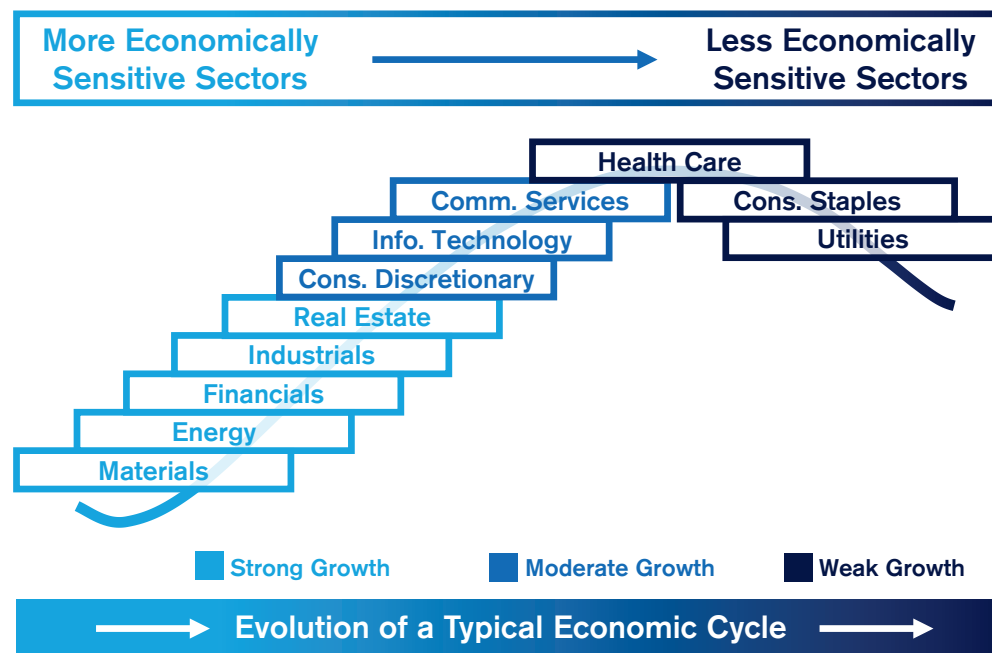 More Economically
Sensitive Sectors
Less Economically
Sensitive Sectors
Health Care
Comm. Services
Cons. Staples
Info. Technology
Utilities
Cons. Discretionary
Real Estate
Industrials
Financials
Energy
Materials
Strong Growth
Moderate Growth
Weak Growth
Evolution of a Typical Economic Cycle